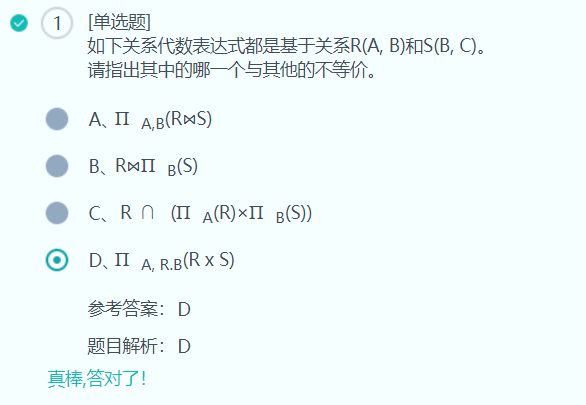 1 [单选题]
如下关系代数表达式都是基于关系R(A, B)和S(B, C)。
请指出其中的哪一个与其他的不等价。
A、Π A,B(R⋈S)
B、R⋈Π B(S)
C、 R ∩ (Π A(R)×Π B(S))
D、Π A, R.B(R x S)
参考答案： D
题目解析： D
真棒,答对了!